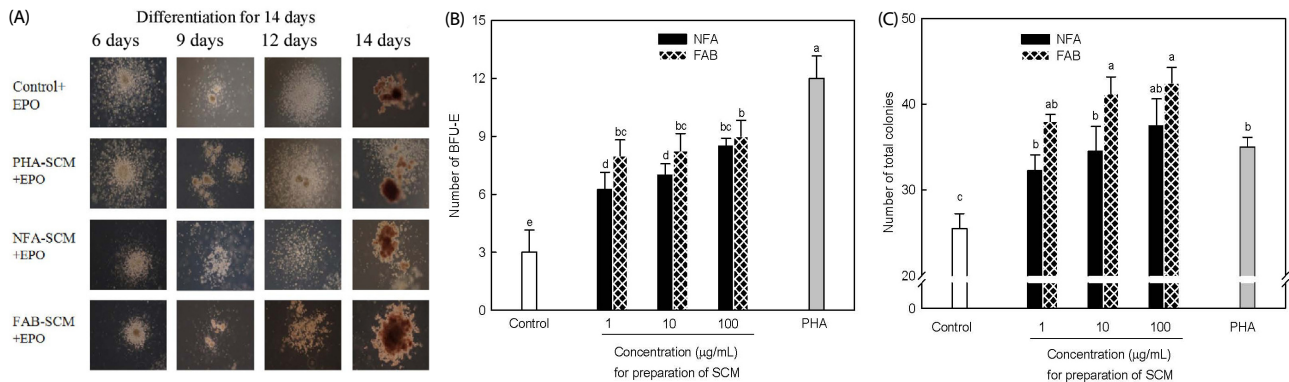 (A)
Differentiation for 14 days
6 days 9 days 12 days 14 days
Control+
EPO
PHA-SCM
+EPO
NFA-SCM
+EPO
FAB-SCM
+EPO
(B)
NFA
FAB
Number of BFU-E
15
12
9
6
3
0
e
d
bc
d
bc
bc
b
a
Control 1 10 100 PHA
Concentration (μg/mL)
for preparation of SCM
(C)
NFA
FAB
Number of total colonies
50
40
30
20
0
c
b
ab
b
a
ab
a
b
Control 1 10 100 PHA
Concentration (μg/mL)
for preparation of SCM